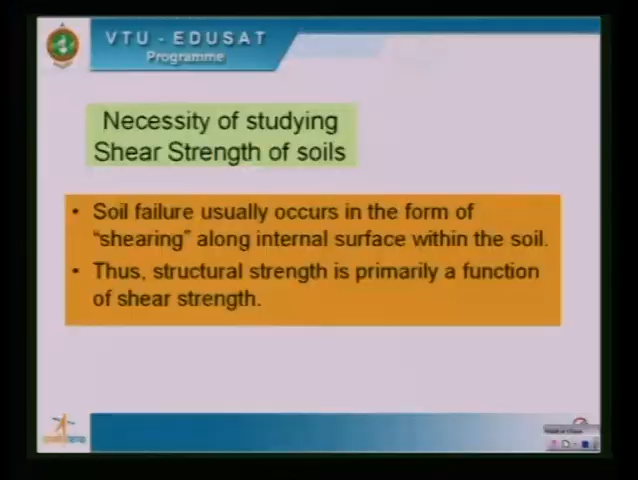 VTU - EDUSAT
Programme
Necessity of studying
Shear Strength of soils
• Soil failure usually occurs in the form of
“shearing” along internal surface within the soil.
• Thus, structural strength is primarily a function
of shear strength.